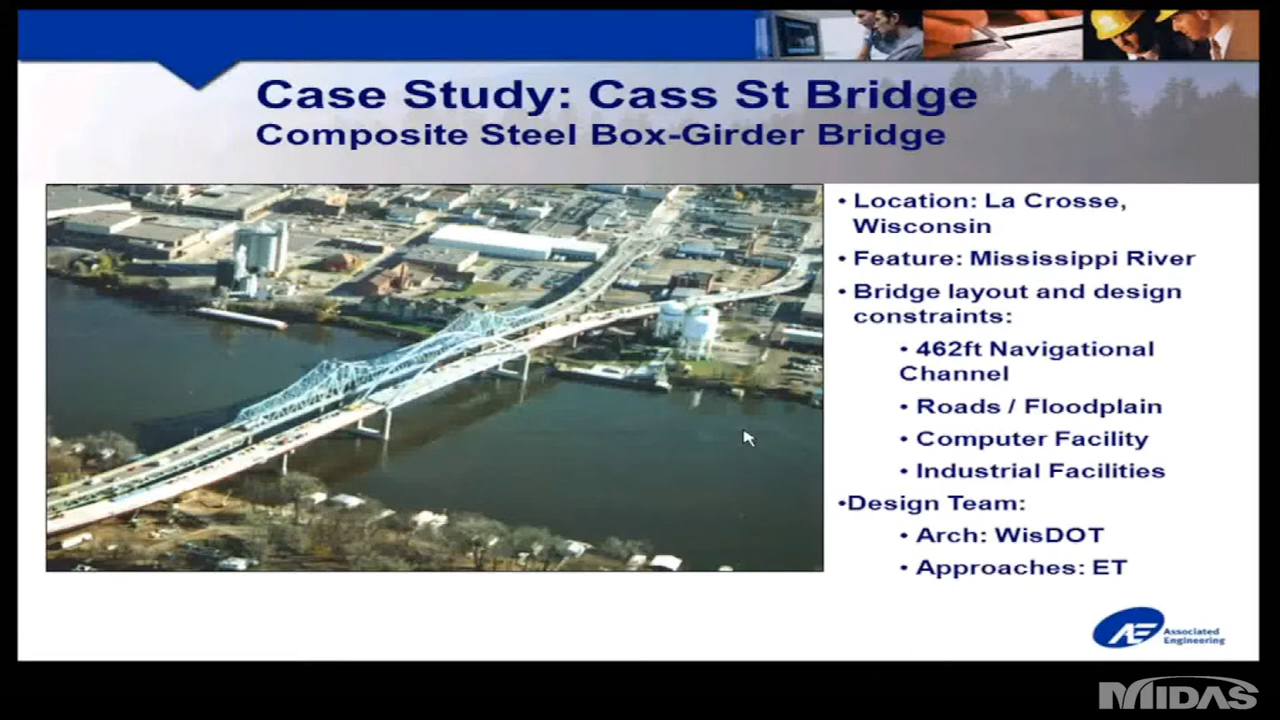 Case Study: Cass St Bridge
Composite Steel Box-Girder Bridge
• Location: La Crosse,
Wisconsin
• Feature: Mississippi River
• Bridge layout and design
constraints:
• 462ft Navigational
Channel
• Roads / Floodplain
• Computer Facility
• Industrial Facilities
•Design Team:
• Arch: WisDOT
• Approaches: ET
AE Associated
Engineering
MIDAS